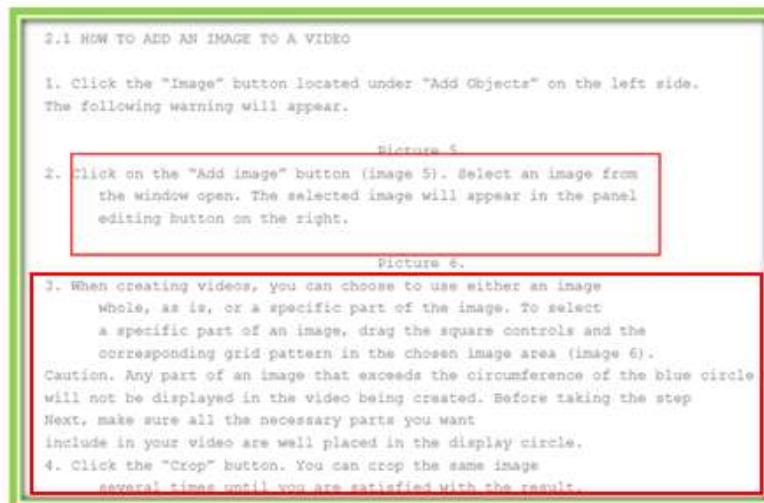 2.1 HOW TO ADD AN IMAGE TO A VIDEO
1. Click the “Image” button located under “Add Objects” on the left side.
The following warning will appear.
Picture 5.
2. Click on the “Add image” button (image 5). Select an image from
the window open. The selected image will appear in the panel
editing button on the right.
Picture 6.
3. When creating videos, you can choose to use either an image
whole, as is, or a specific part of the image. To select
a specific part of an image, drag the square controls and the
corresponding grid pattern in the chosen image area (image 6).
Caution. Any part of an image that exceeds the circumference of the blue circle
will not be displayed in the video being created. Before taking the step
Next, make sure all the necessary parts you want
include in your video are well placed in the display circle.
4. Click the “Crop” button. You can crop the same image
several times until you are satisfied with the result.